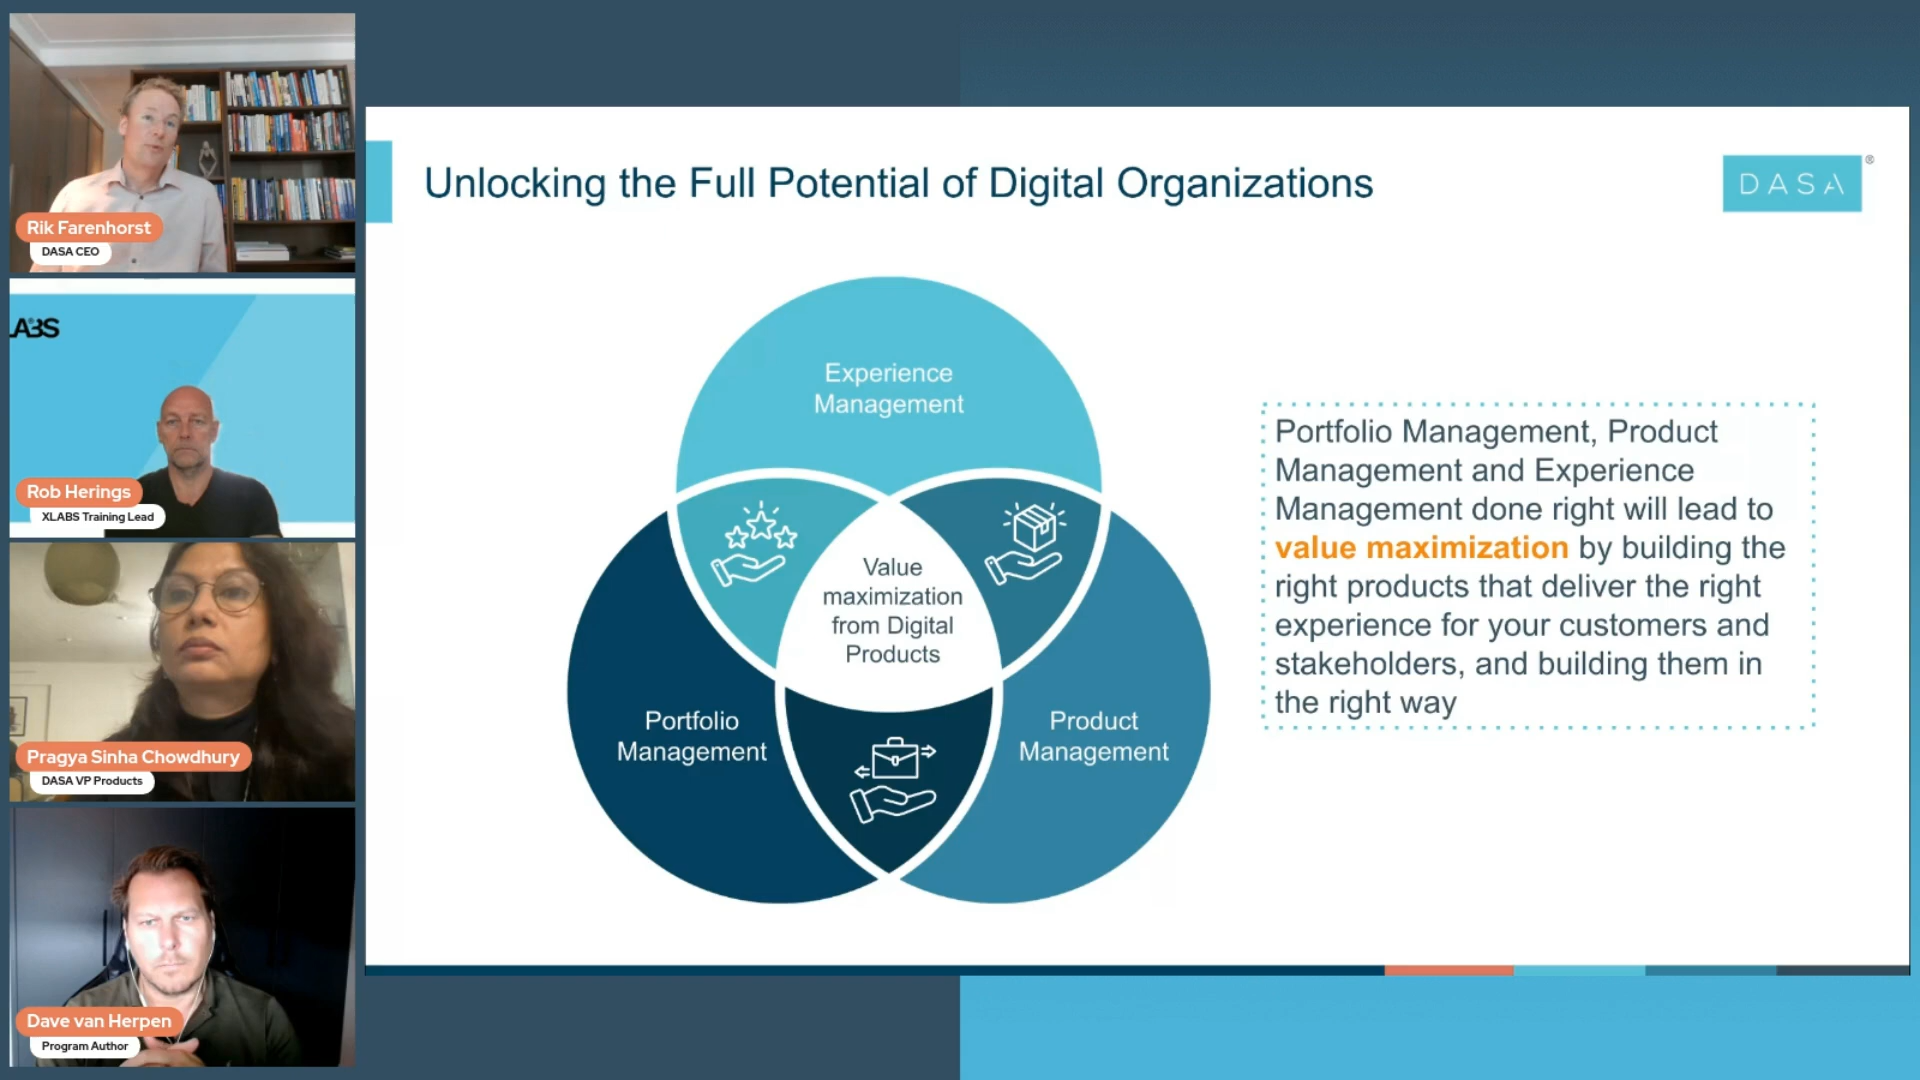 Rik Farenhorst
DASA CEO
LABS
Rob Herings
XLABS Training Lead
Pragya Sinha Chowdhury
DASA VP Products
Dave van Herpen
Program Author
Unlocking the Full Potential of Digital Organizations
DASA
®
Experience
Management
Value
maximization
from Digital
Products
Portfolio
Management
Product
Management
Portfolio Management, Product
Management and Experience
Management done right will lead to
value maximization by building the
right products that deliver the right
experience for your customers and
stakeholders, and building them in
the right way